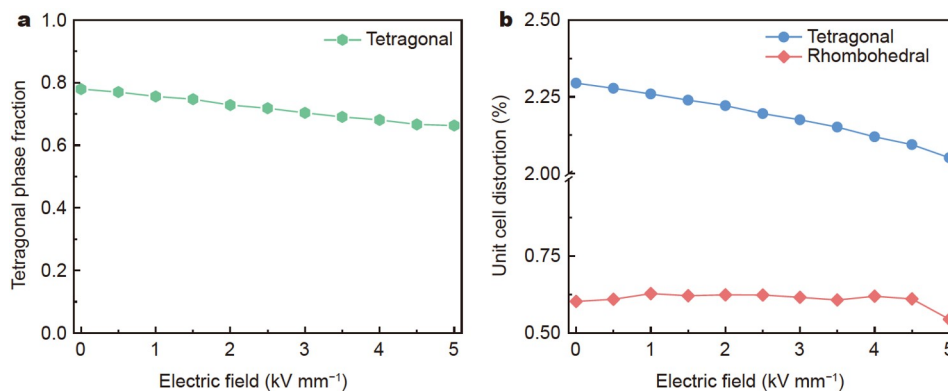 a
Tetragonal
Tetragonal phase fraction
1.0
0.8
0.6
0.4
0.2
0.0
0 1 2 3 4 5
Electric field (kV mm⁻¹)
b
Tetragonal
Rhombohedral
Unit cell distortion (%)
2.50
2.25
2.00
0.75
0.50
0 1 2 3 4 5
Electric field (kV mm⁻¹)